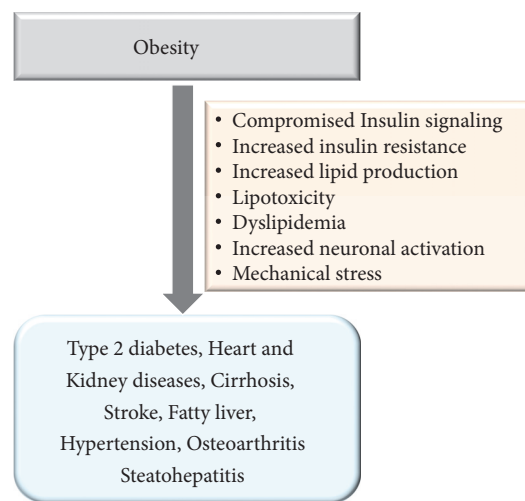 Obesity
• Compromised Insulin signaling
• Increased insulin resistance
• Increased lipid production
• Lipotoxicity
• Dyslipidemia
• Increased neuronal activation
• Mechanical stress
Type 2 diabetes, Heart and
Kidney diseases, Cirrhosis,
Stroke, Fatty liver,
Hypertension, Osteoarthritis
Steatohepatitis